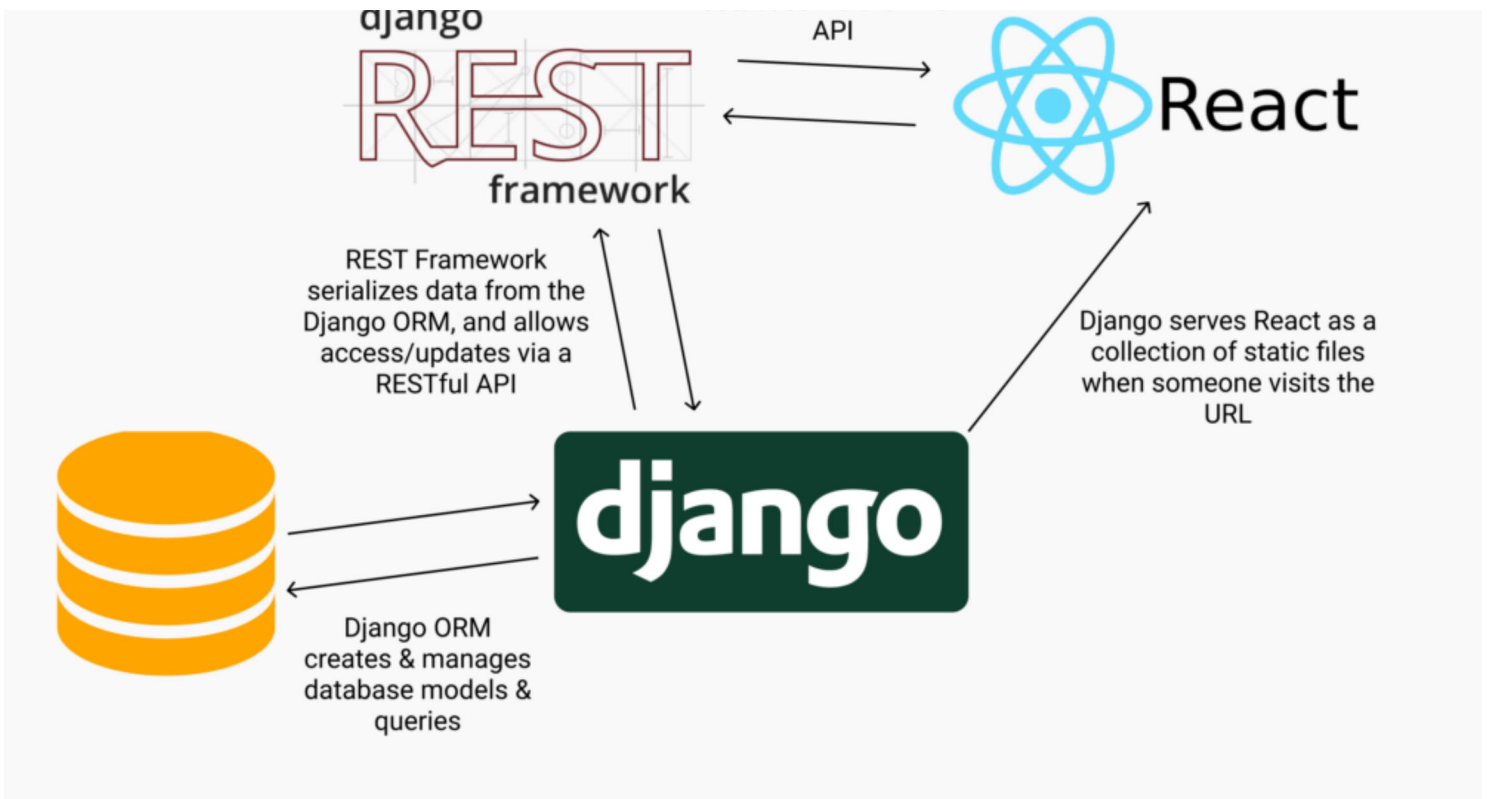 django
API
REST
React
framework
REST Framework
serializes data from the
Django ORM, and allows
access/updates via a
RESTful API
Django serves React as a
collection of static files
when someone visits the
URL
django
Django ORM
creates & manages
database models &
queries